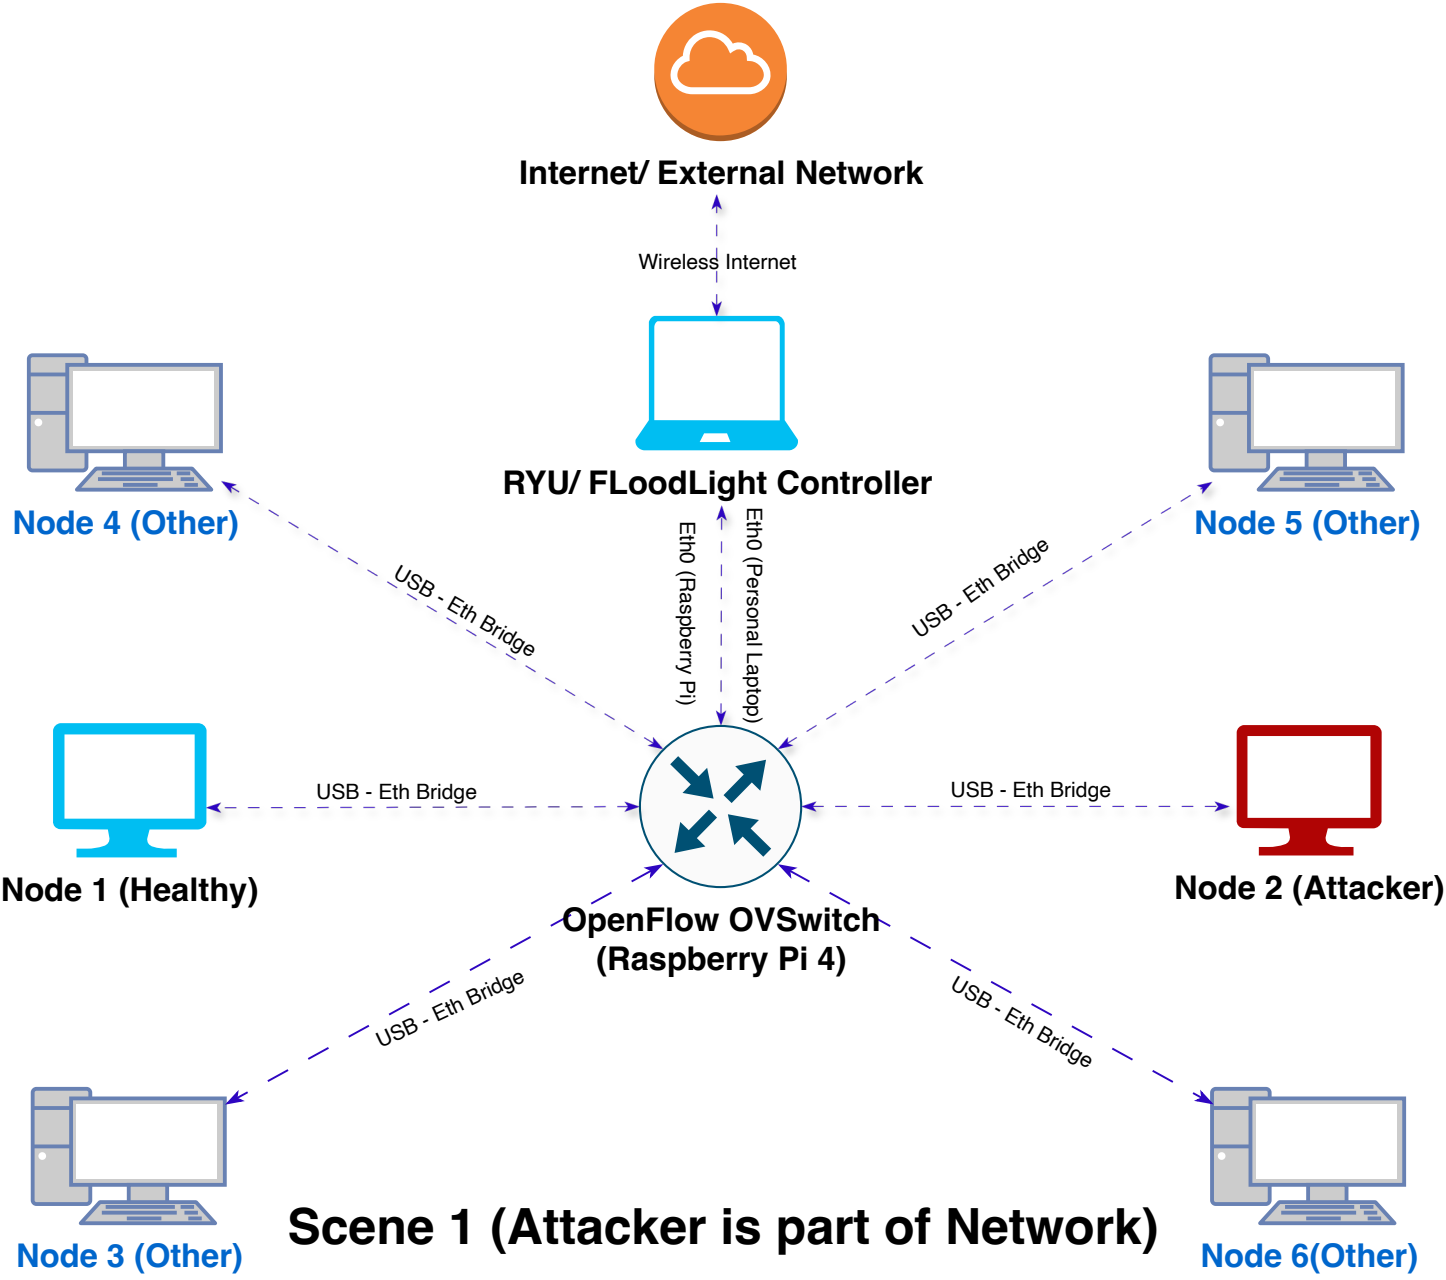 Internet/ External Network
Wireless Internet
RYU/ FLoodLight Controller
Node 4 (Other)
Node 5 (Other)
Eth0 (Raspberry Pi)
Eth0 (Personal Laptop)
USB - Eth Bridge
USB - Eth Bridge
USB - Eth Bridge
USB - Eth Bridge
Node 1 (Healthy)
Node 2 (Attacker)
OpenFlow OVSwitch
(Raspberry Pi 4)
USB - Eth Bridge
USB - Eth Bridge
Scene 1 (Attacker is part of Network)
Node 3 (Other)
Node 6(Other)